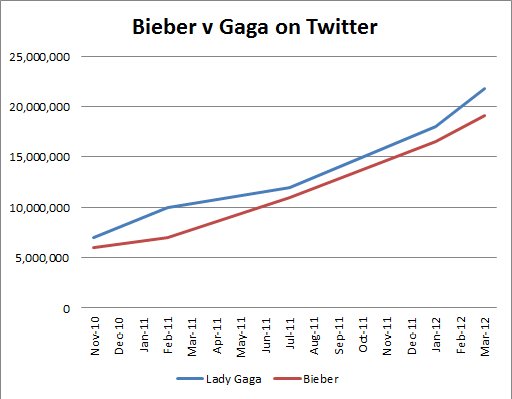 Bieber v Gaga on Twitter
25,000,000
20,000,000
15,000,000
10,000,000
5,000,000
0
Nov-10
Dec-10
Jan-11
Feb-11
Mar-11
Apr-11
May-11
Jun-11
Jul-11
Aug-11
Sep-11
Oct-11
Nov-11
Dec-11
Jan-12
Feb-12
Mar-12
Lady Gaga
Bieber